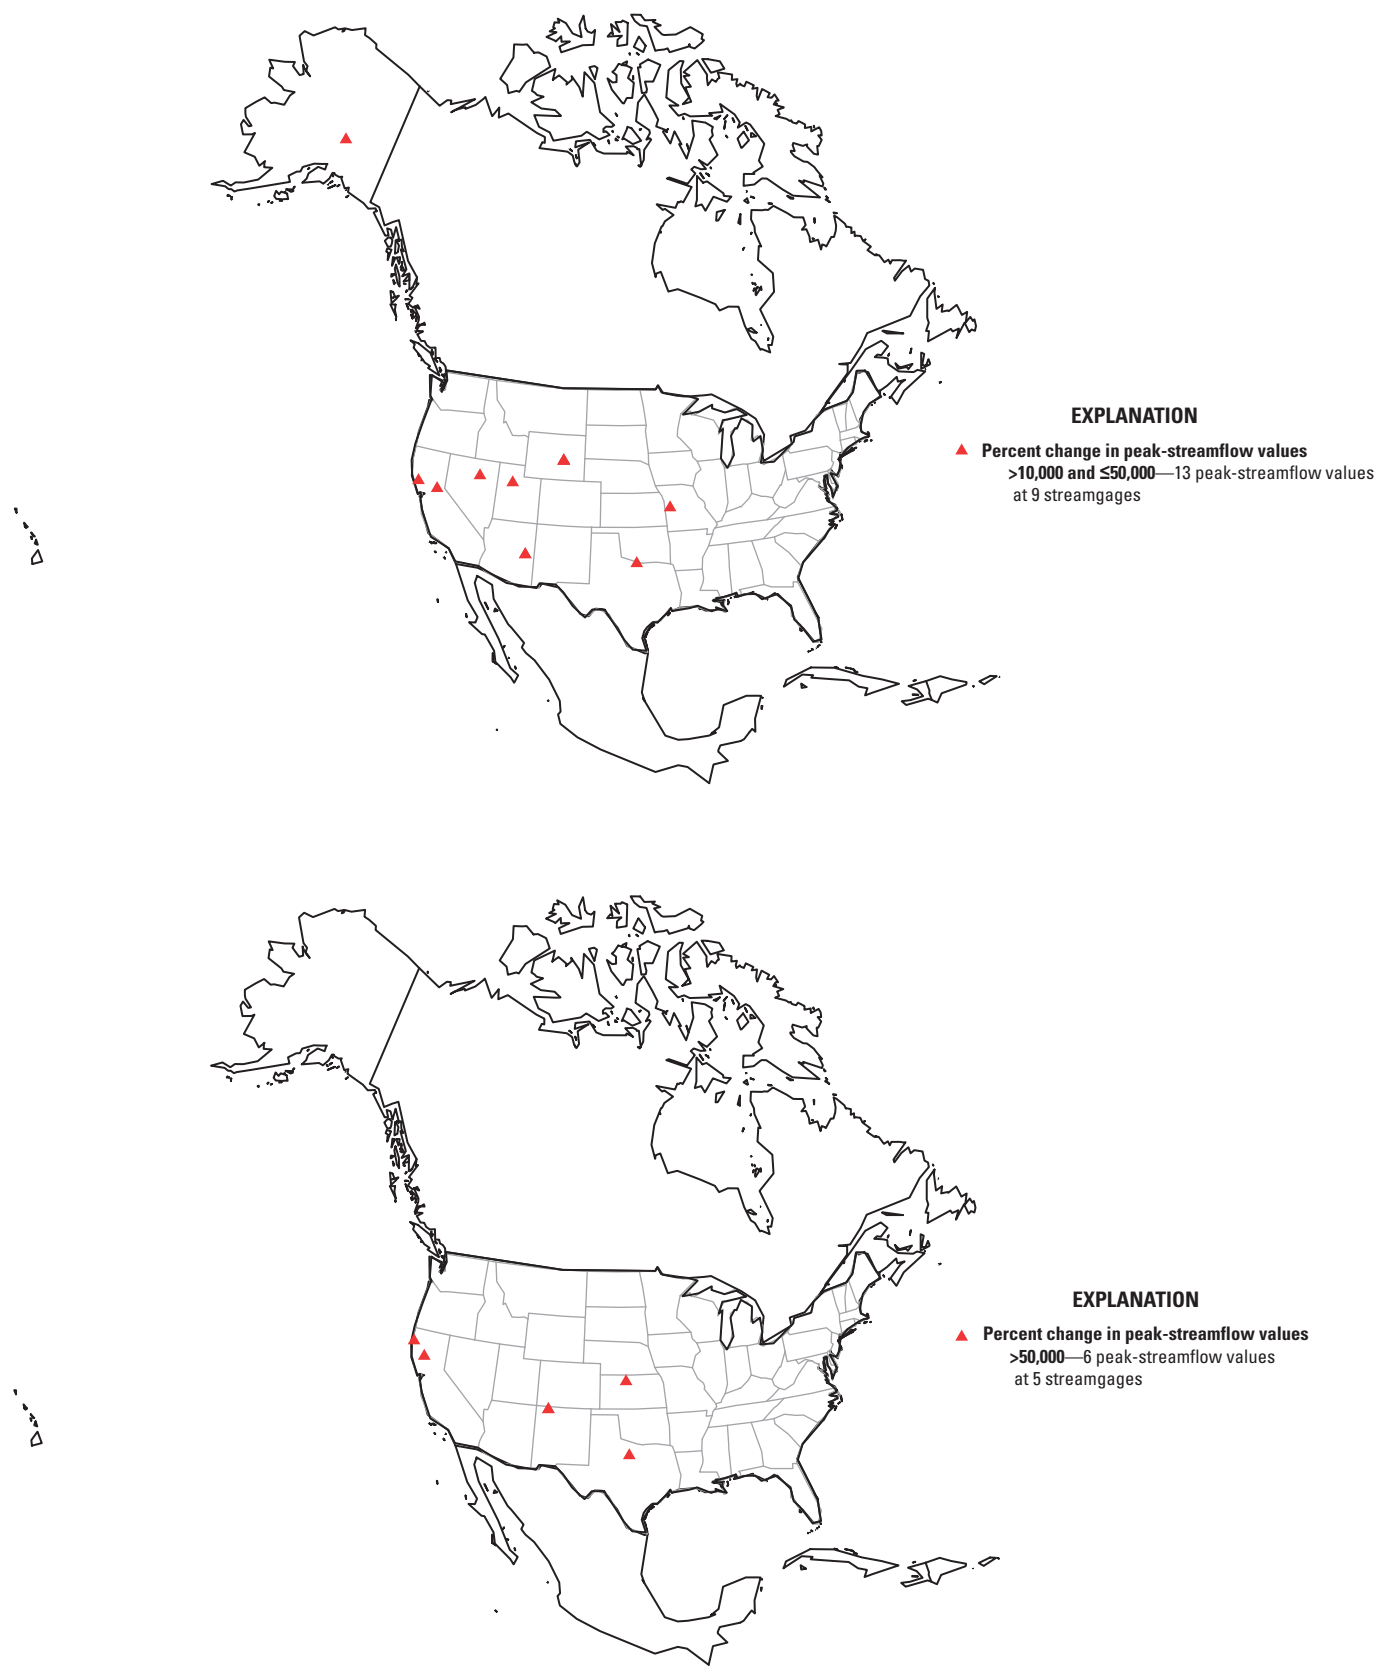 EXPLANATION
Percent change in peak-streamflow values
>10,000 and ≤50,000—13 peak-streamflow values
at 9 streamgages
EXPLANATION
Percent change in peak-streamflow values
>50,000—6 peak-streamflow values
at 5 streamgages